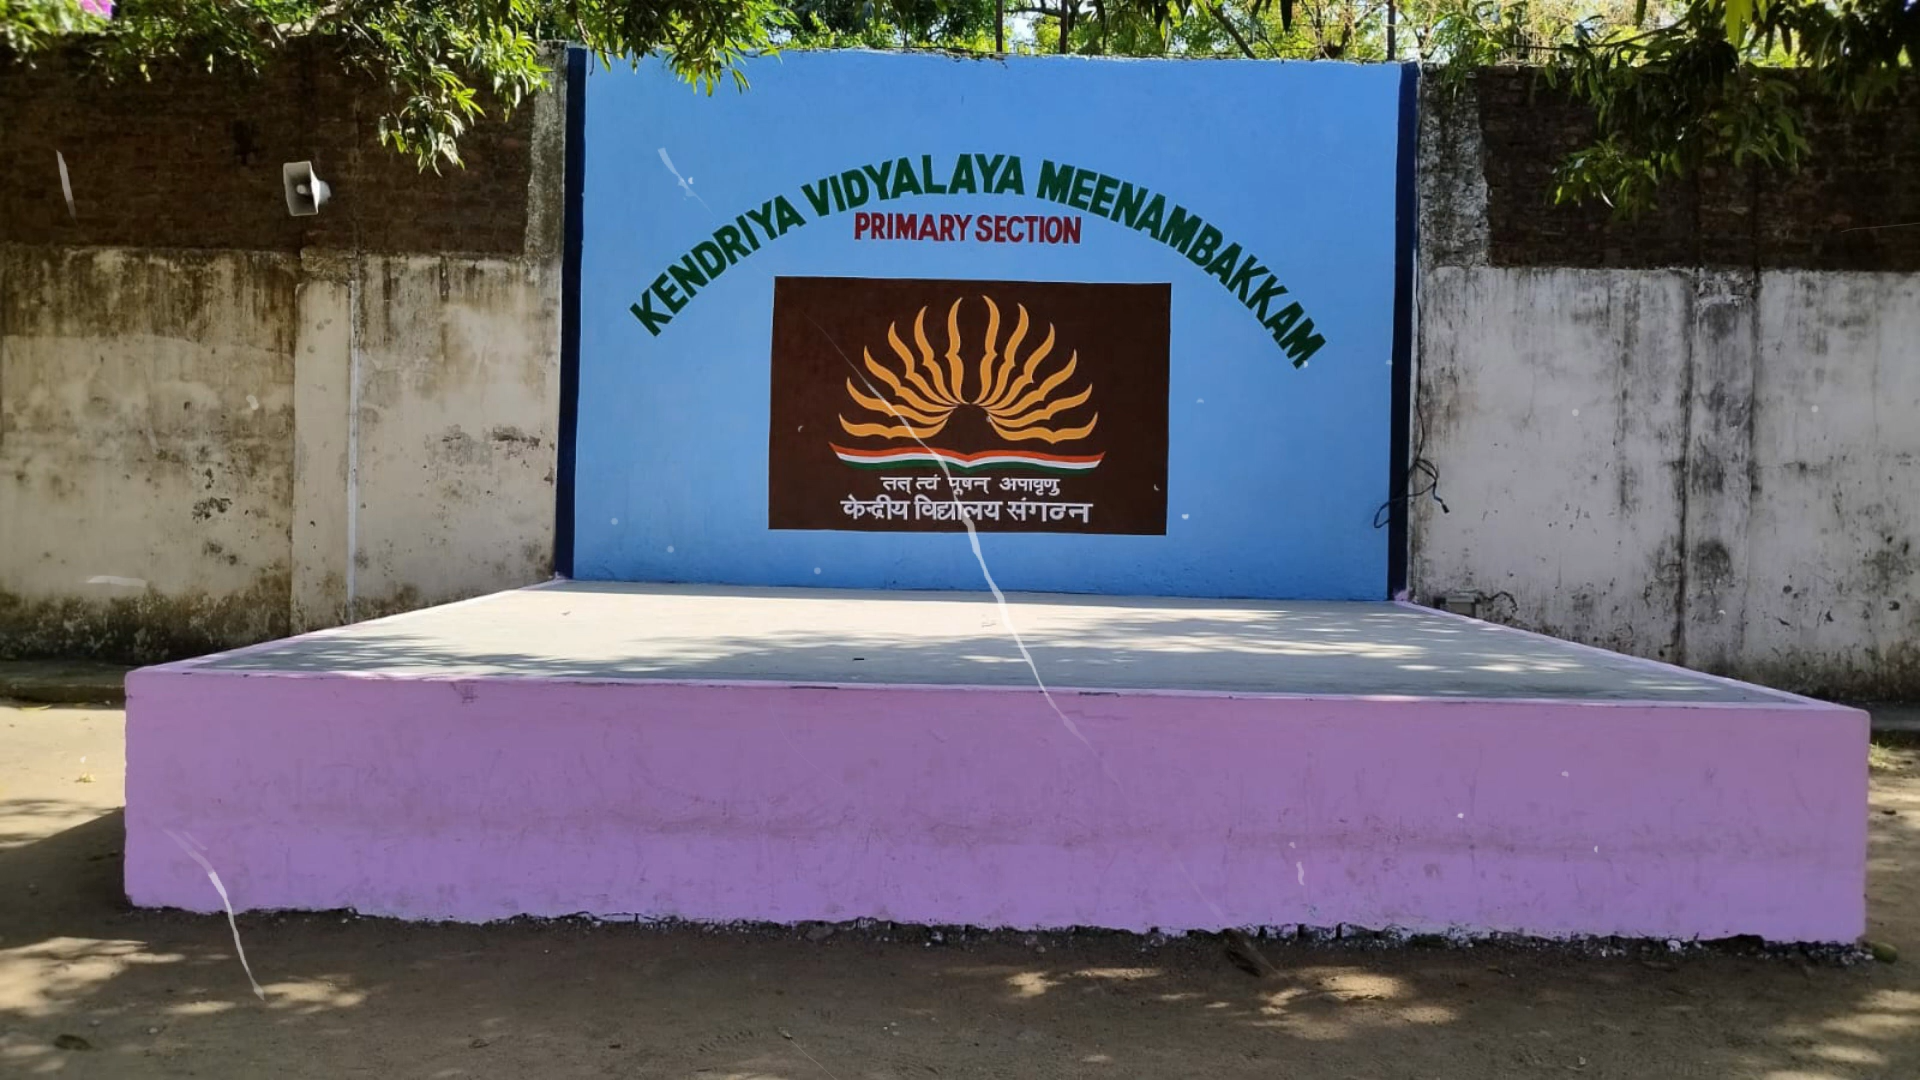 KENDRIYA VIDYALAYA MEENAMBAKKAM
PRIMARY SECTION
तत् त्वं पूषन् अपावृणु
केन्द्रीय विद्यालय संगठन